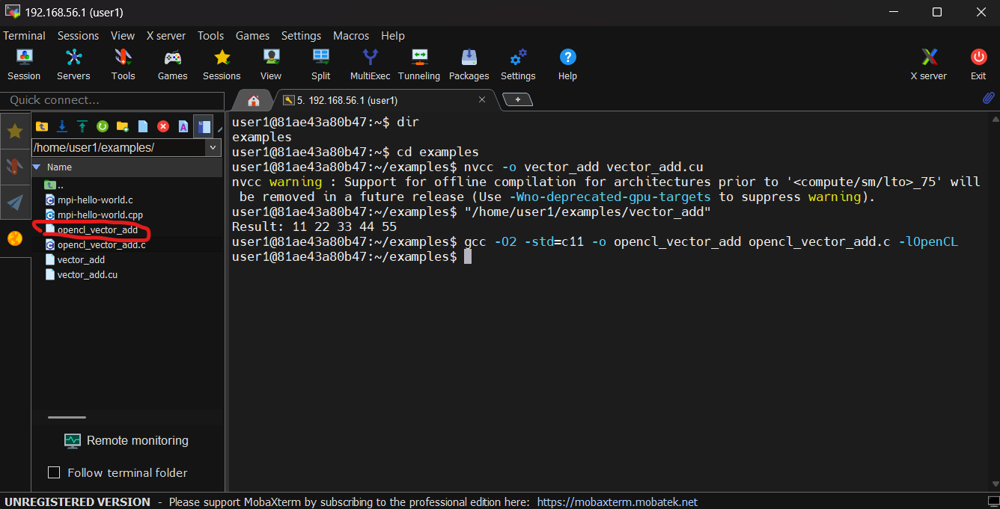 192.168.56.1 (user1)
Terminal Sessions View X server Tools Games Settings Macros Help
Session Servers Tools Games Sessions View Split MultiExec Tunneling Packages Settings Help X server Exit
Quick connect...
5. 192.168.56.1 (user1)
/home/user1/examples/
Name
..
mpi-hello-world.c
mpi-hello-world.cpp
opencl_vector_add
opencl_vector_add.c
vector_add
vector_add.cu
Remote monitoring
Follow terminal folder
user1@81ae43a80b47:~$ dir
examples
user1@81ae43a80b47:~$ cd examples
user1@81ae43a80b47:~/examples$ nvcc -o vector_add vector_add.cu
nvcc warning : Support for offline compilation for architectures prior to '<compute/sm/lto>_75' will
be removed in a future release (Use -Wno-deprecated-gpu-targets to suppress warning).
user1@81ae43a80b47:~/examples$ "/home/user1/examples/vector_add"
Result: 11 22 33 44 55
user1@81ae43a80b47:~/examples$ gcc -O2 -std=c11 -o opencl_vector_add opencl_vector_add.c -lOpenCL
user1@81ae43a80b47:~/examples$
UNREGISTERED VERSION - Please support MobaXterm by subscribing to the professional edition here: https://mobaxterm.mobatek.net